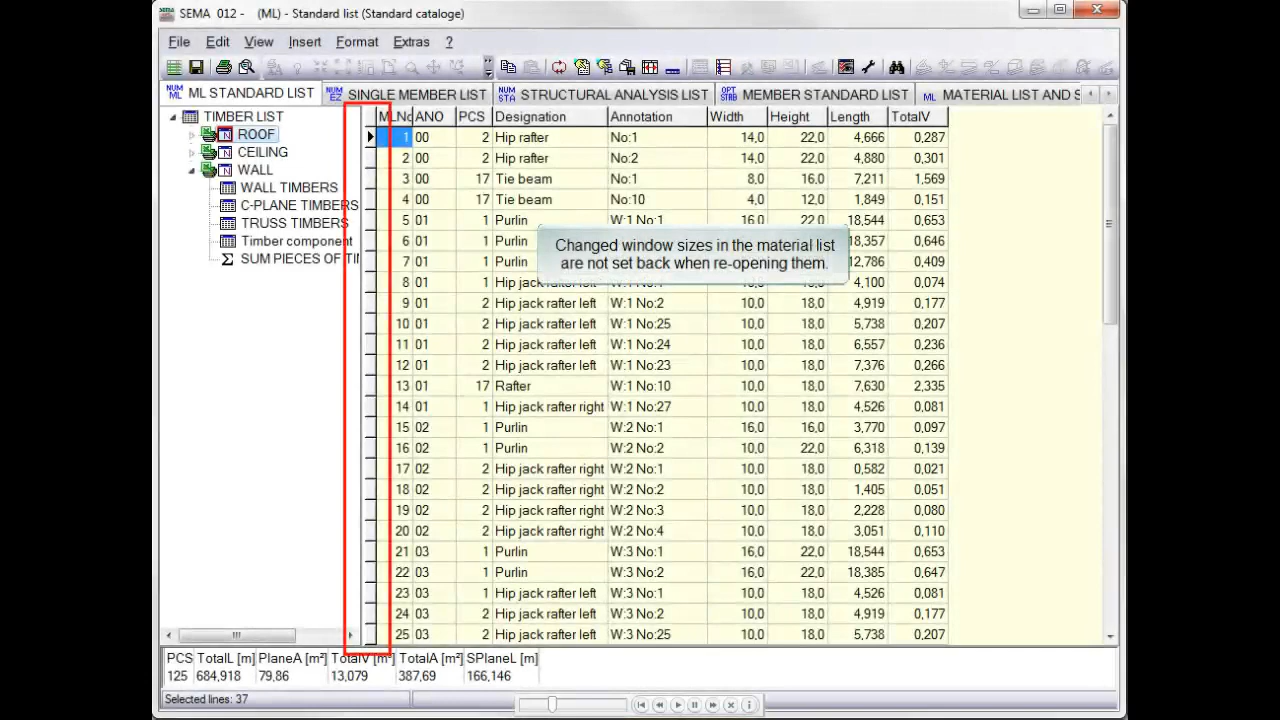 SEMA 012 - (ML) - Standard list (Standard cataloge)
File Edit View Insert Format Extras ?
NUM ML ML STANDARD LIST NUM EZ SINGLE MEMBER LIST NUM STA STRUCTURAL ANALYSIS LIST OPT STAB MEMBER STANDARD LIST ML MATERIAL LIST AND S
TIMBER LIST
ROOF
CEILING
WALL
WALL TIMBERS
C-PLANE TIMBERS
TRUSS TIMBERS
Timber component
SUM PIECES OF TIM
MLNo ANO PCS Designation Annotation Width Height Length TotalV
1 00 2 Hip rafter No:1 14,0 22,0 4,666 0,287
2 00 2 Hip rafter No:2 14,0 22,0 4,880 0,301
3 00 17 Tie beam No:1 8,0 16,0 7,211 1,569
4 00 17 Tie beam No:10 4,0 12,0 1,849 0,151
5 01 1 Purlin W:1 No:1 16,0 22,0 18,544 0,653
6 01 1 Purlin 18,357 0,646
7 01 1 Purlin 12,786 0,409
Changed window sizes in the material list
are not set back when re-opening them.
8 01 1 Hip jack rafter left W:1 No:1 10,0 18,0 4,100 0,074
9 01 2 Hip jack rafter left W:1 No:2 10,0 18,0 4,919 0,177
10 01 2 Hip jack rafter left W:1 No:25 10,0 18,0 5,738 0,207
11 01 2 Hip jack rafter left W:1 No:24 10,0 18,0 6,557 0,236
12 01 2 Hip jack rafter left W:1 No:23 10,0 18,0 7,376 0,266
13 01 17 Rafter W:1 No:10 10,0 18,0 7,630 2,335
14 01 1 Hip jack rafter right W:1 No:27 10,0 18,0 4,526 0,081
15 02 1 Purlin W:2 No:1 16,0 16,0 3,770 0,097
16 02 1 Purlin W:2 No:2 10,0 22,0 6,318 0,139
17 02 2 Hip jack rafter right W:2 No:1 10,0 18,0 0,582 0,021
18 02 2 Hip jack rafter right W:2 No:2 10,0 18,0 1,405 0,051
19 02 2 Hip jack rafter right W:2 No:3 10,0 18,0 2,228 0,080
20 02 2 Hip jack rafter right W:2 No:4 10,0 18,0 3,051 0,110
21 03 1 Purlin W:3 No:1 16,0 22,0 18,544 0,653
22 03 1 Purlin W:3 No:2 16,0 22,0 18,385 0,647
23 03 1 Hip jack rafter left W:3 No:1 10,0 18,0 4,526 0,081
24 03 2 Hip jack rafter left W:3 No:2 10,0 18,0 4,919 0,177
25 03 2 Hip jack rafter left W:3 No:25 10,0 18,0 5,738 0,207
PCS TotalL [m] PlaneA [m²] TotalV [m³] TotalA [m²] SPlaneL [m]
125 684,918 79,86 13,079 387,69 166,146
Selected lines: 37